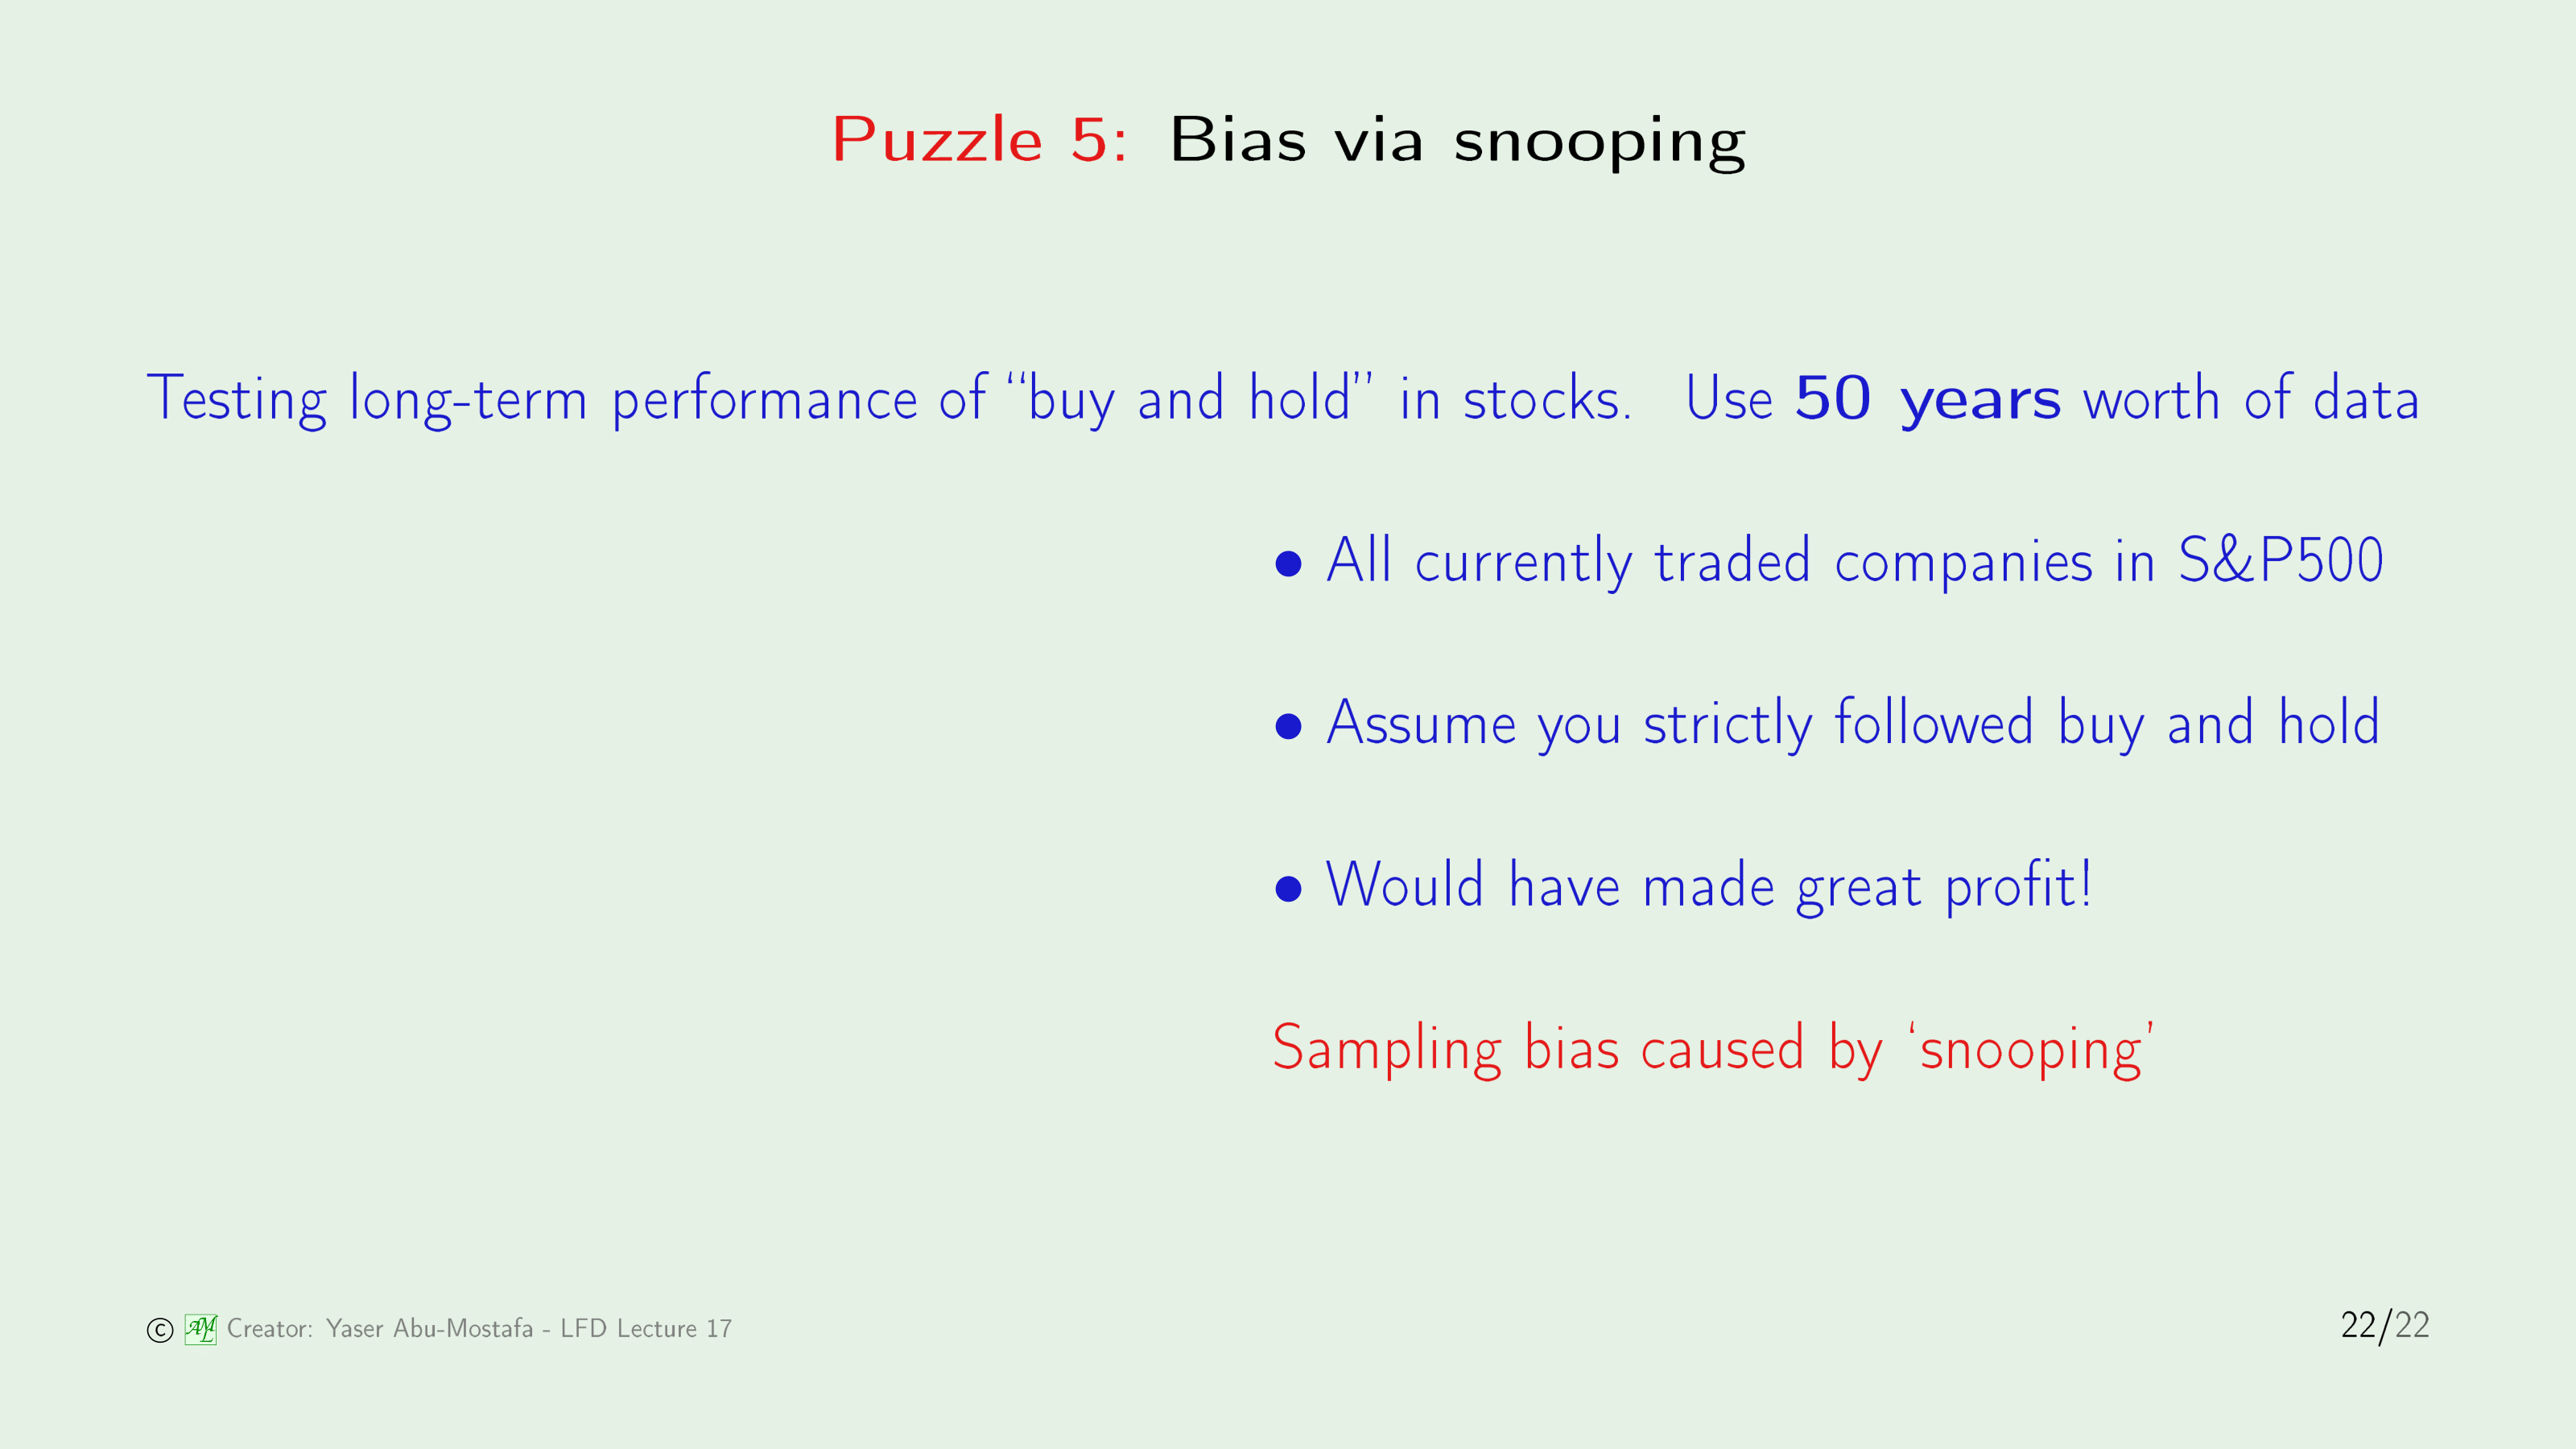 Puzzle 5: Bias via snooping
Testing long-term performance of “buy and hold” in stocks. Use 50 years worth of data
• All currently traded companies in S&P500
• Assume you strictly followed buy and hold
• Would have made great profit!
Sampling bias caused by ‘snooping’
© AML Creator: Yaser Abu-Mostafa - LFD Lecture 17
22/22